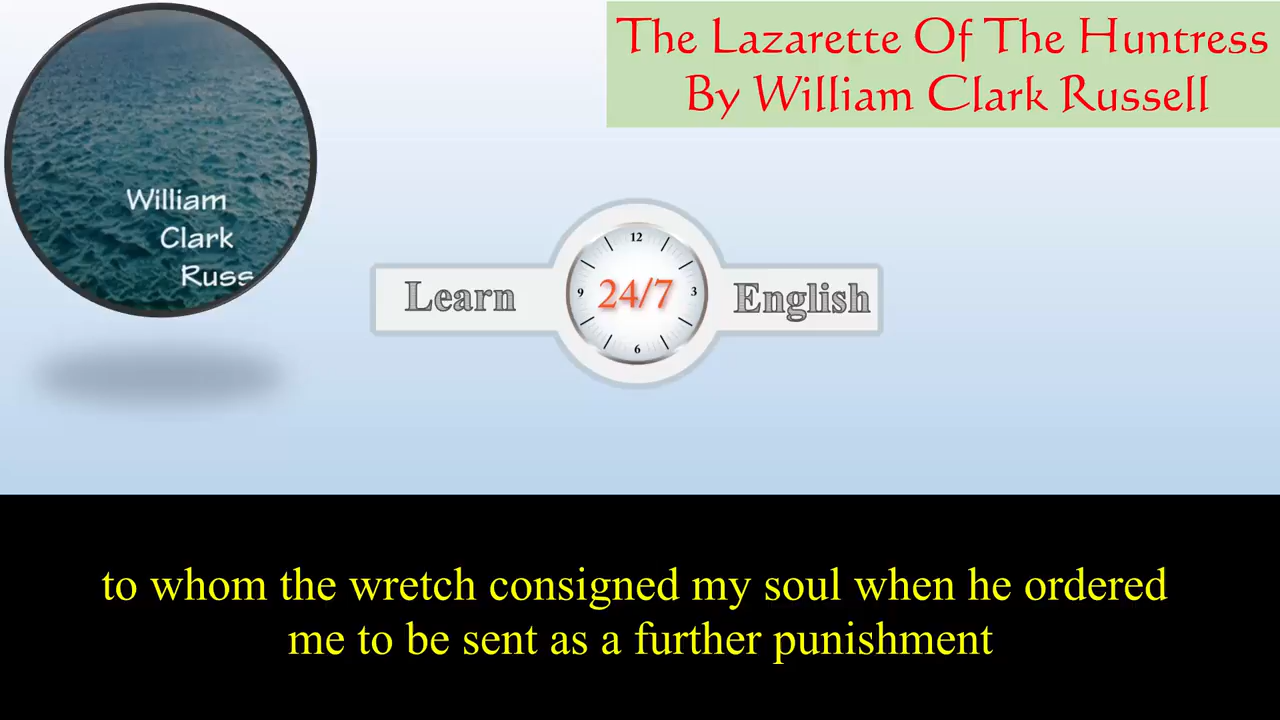 The Lazarette Of The Huntress
By William Clark Russell
William
Clark
Russ
Learn
24/7
English
12
9
3
6
to whom the wretch consigned my soul when he ordered
me to be sent as a further punishment